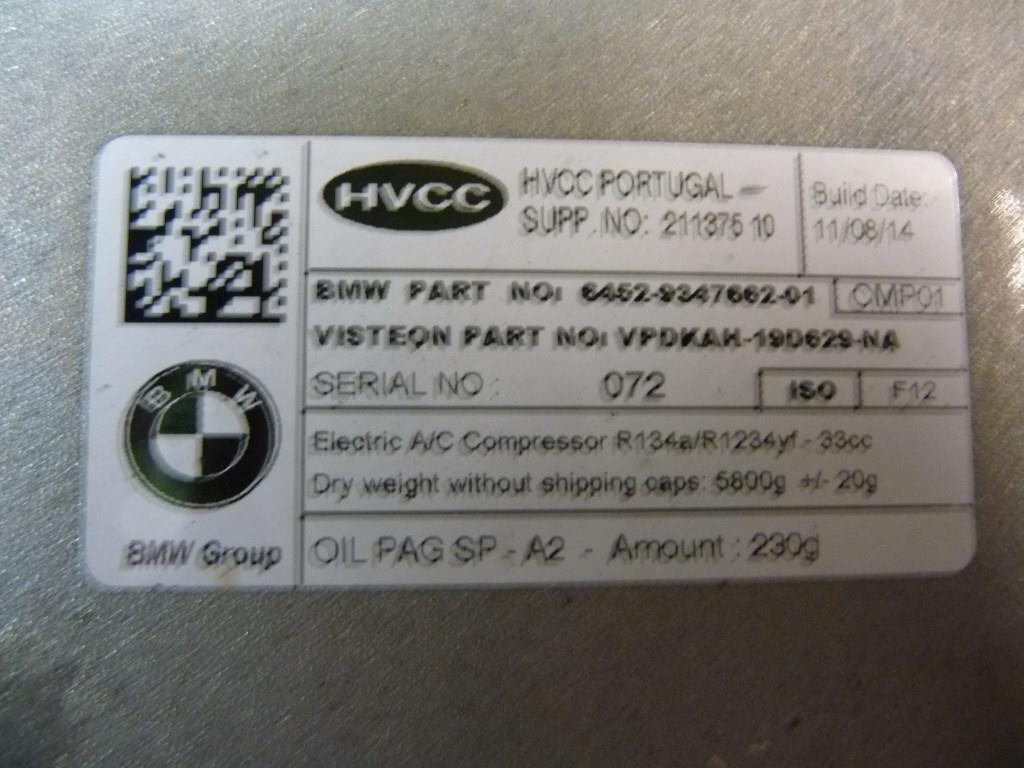 HVCC
HVCC PORTUGAL -
SUPP. NO: 211375 10
Build Date:
11/08/14
BMW PART NO: 6452-9347662-01
CMP01
VISTEON PART NO: VPDKAH-19D629-NA
SERIAL NO : 072
ISO
F12
Electric A/C Compressor R134a/R1234yf - 33cc
Dry weight without shipping caps: 5800g +/- 20g
OIL PAG SP - A2 - Amount : 230g
BMW
BMW Group